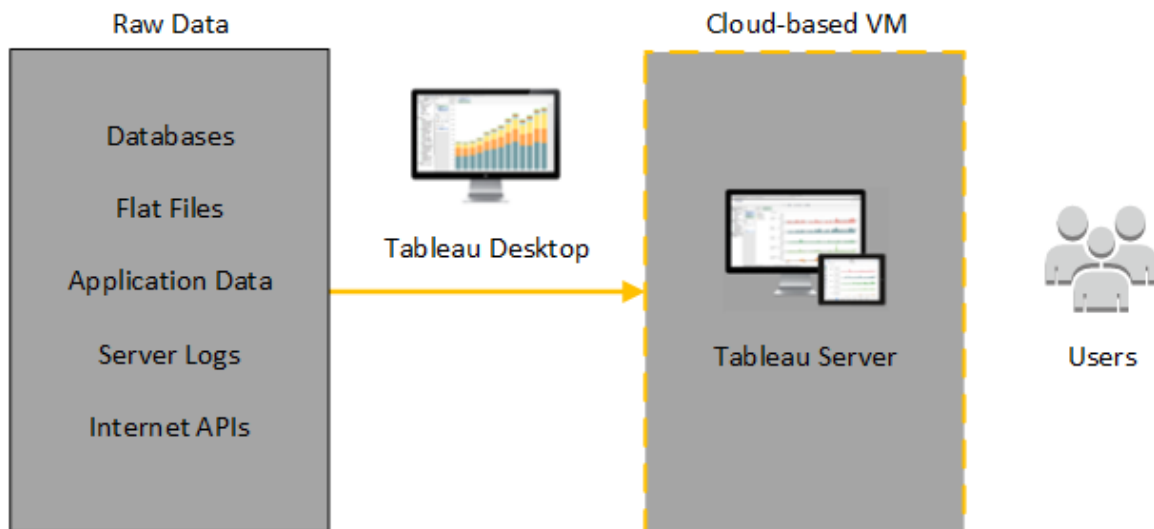 Raw Data
Databases
Flat Files
Application Data
Server Logs
Internet APIs
Tableau Desktop
Cloud-based VM
Tableau Server
Users